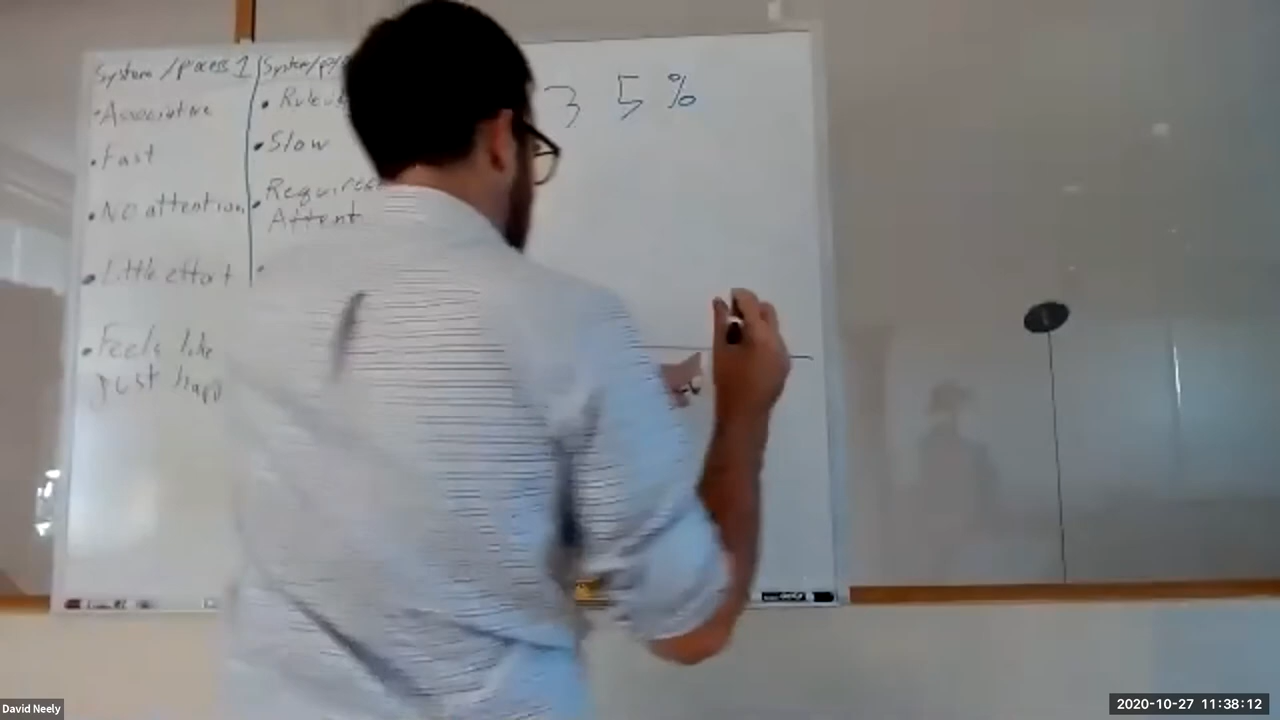 System/process 1
• Associative
• Fast
• No attention
• Little effort
• Feels like
just happ
System/p
• Rule
• Slow
• Requires
Attent
•
3 5 %
David Neely
2020-10-27 11:38:12